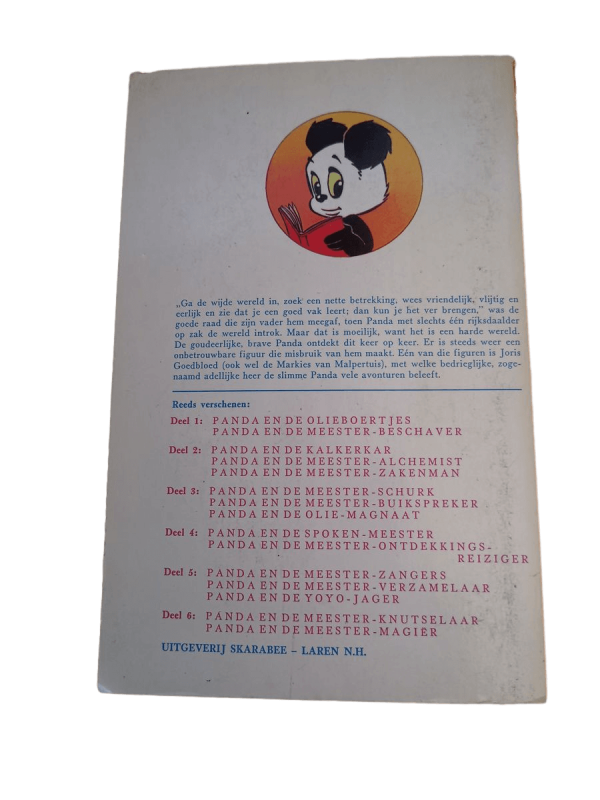 „Ga de wijde wereld in, zoek een nette betrekking, wees vriendelijk, vlijtig en
eerlijk en zie dat je een goed vak leert; dan kun je het ver brengen,” was de
goede raad die zijn vader hem meegaf, toen Panda met slechts één rijksdaalder
op zak de wereld introk. Maar dat is moeilijk, want het is een harde wereld.
De goudeerlijke, brave Panda ontdekt dit keer op keer. Er is steeds weer een
onbetrouwbare figuur die misbruik van hem maakt. Eén van die figuren is Joris
Goedbloed (ook wel de Markies van Malpertuis), met welke bedrieglijke, zoge-
naamd adellijke heer de slimme Panda vele avonturen beleeft.
Reeds verschenen:
Deel 1: PANDA EN DE OLIEBOERTJES
PANDA EN DE MEESTER-BESCHAVER
Deel 2: PANDA EN DE KALKERKAR
PANDA EN DE MEESTER-ALCHEMIST
PANDA EN DE MEESTER-ZAKENMAN
Deel 3: PANDA EN DE MEESTER-SCHURK
PANDA EN DE MEESTER-BUIKSPREKER
PANDA EN DE OLIE-MAGNAAT
Deel 4: PANDA EN DE SPOKEN-MEESTER
PANDA EN DE MEESTER-ONTDEKKINGS-
REIZIGER
Deel 5: PANDA EN DE MEESTER-ZANGERS
PANDA EN DE MEESTER-VERZAMELAAR
PANDA EN DE YOYO-JAGER
Deel 6: PANDA EN DE MEESTER-KNUTSELAAR
PANDA EN DE MEESTER-MAGIËR
UITGEVERIJ SKARABEE – LAREN N.H.